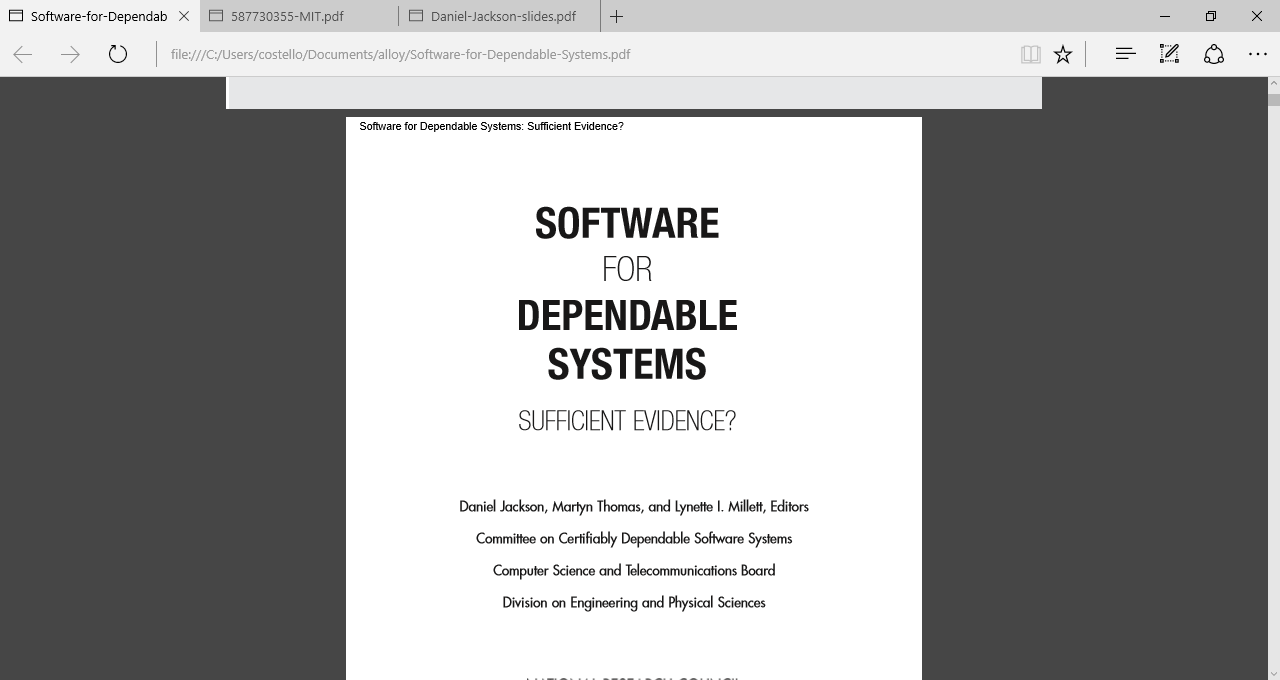 Software-for-Dependab
587730355-MIT.pdf
Daniel-Jackson-slides.pdf
file:///C:/Users/costello/Documents/alloy/Software-for-Dependable-Systems.pdf
Software for Dependable Systems: Sufficient Evidence?
SOFTWARE
FOR
DEPENDABLE
SYSTEMS
SUFFICIENT EVIDENCE?
Daniel Jackson, Martyn Thomas, and Lynette I. Millett, Editors
Committee on Certifiably Dependable Software Systems
Computer Science and Telecommunications Board
Division on Engineering and Physical Sciences
NATIONAL RESEARCH COUNCIL